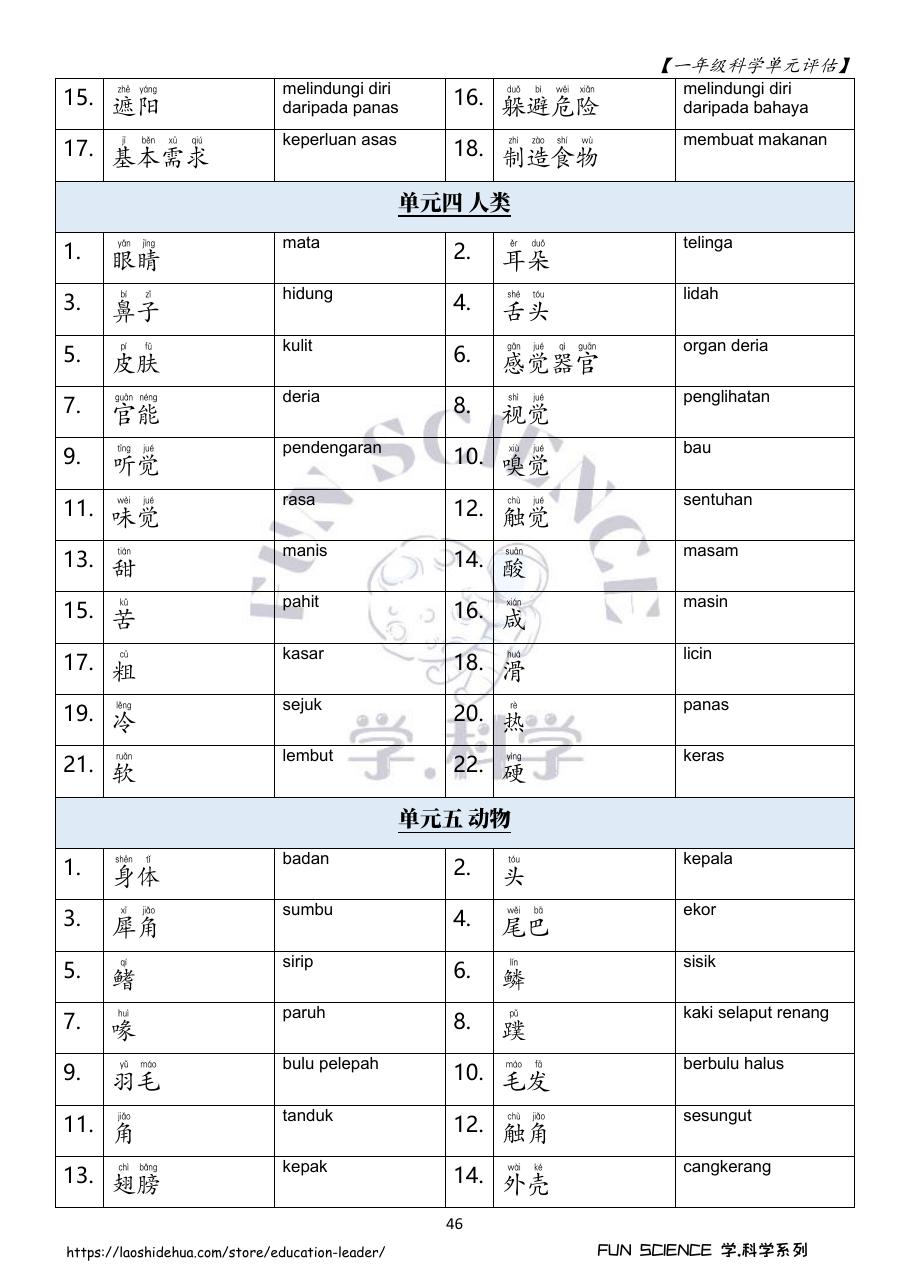 【一年级科学单元评估】
15. zhē yáng 遮阳 melindungi diri daripada panas 16. duǒ bì wēi xiǎn 躲避危险 melindungi diri daripada bahaya
17. jī běn xū qiú 基本需求 keperluan asas 18. zhì zào shí wù 制造食物 membuat makanan
单元四 人类
1. yǎn jīng 眼睛 mata 2. ěr duǒ 耳朵 telinga
3. bí zǐ 鼻子 hidung 4. shé tóu 舌头 lidah
5. pí fū 皮肤 kulit 6. gǎn jué qì guān 感觉器官 organ deria
7. guān néng 官能 deria 8. shì jué 视觉 penglihatan
9. tīng jué 听觉 pendengaran 10. xiù jué 嗅觉 bau
11. wèi jué 味觉 rasa 12. chù jué 触觉 sentuhan
13. tián 甜 manis 14. suān 酸 masam
15. kǔ 苦 pahit 16. xián 咸 masin
17. cū 粗 kasar 18. huá 滑 licin
19. lěng 冷 sejuk 20. rè 热 panas
21. ruǎn 软 lembut 22. yìng 硬 keras
单元五 动物
1. shēn tǐ 身体 badan 2. tóu 头 kepala
3. xī jiǎo 犀角 sumbu 4. wěi bā 尾巴 ekor
5. qí 鳍 sirip 6. lín 鳞 sisik
7. huì 喙 paruh 8. pǔ 蹼 kaki selaput renang
9. yǔ máo 羽毛 bulu pelepah 10. máo fā 毛发 berbulu halus
11. jiǎo 角 tanduk 12. chù jiǎo 触角 sesungut
13. chì bǎng 翅膀 kepak 14. wài ké 外壳 cangkerang
FUN SCIENCE
学.科学
46
https://laoshidehua.com/store/education-leader/ FUN SCIENCE 学.科学系列